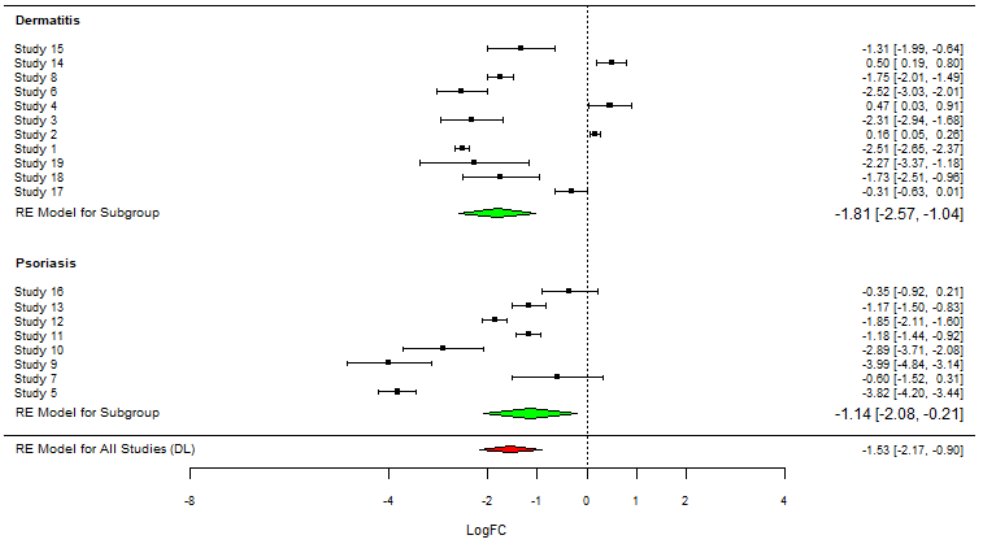 Dermatitis
Study 15 -1.31 [-1.99, -0.64]
Study 14 0.50 [ 0.19, 0.80]
Study 8 -1.75 [-2.01, -1.49]
Study 6 -2.52 [-3.03, -2.01]
Study 4 0.47 [ 0.03, 0.91]
Study 3 -2.31 [-2.94, -1.68]
Study 2 0.16 [ 0.05, 0.26]
Study 1 -2.51 [-2.65, -2.37]
Study 19 -2.27 [-3.37, -1.18]
Study 18 -1.73 [-2.51, -0.96]
Study 17 -0.31 [-0.63, 0.01]
RE Model for Subgroup -1.81 [-2.57, -1.04]
Psoriasis
Study 16 -0.35 [-0.92, 0.21]
Study 13 -1.17 [-1.50, -0.83]
Study 12 -1.85 [-2.11, -1.60]
Study 11 -1.18 [-1.44, -0.92]
Study 10 -2.89 [-3.71, -2.08]
Study 9 -3.99 [-4.84, -3.14]
Study 7 -0.60 [-1.52, 0.31]
Study 5 -3.82 [-4.20, -3.44]
RE Model for Subgroup -1.14 [-2.08, -0.21]
RE Model for All Studies (DL) -1.53 [-2.17, -0.90]
-8 -4 -2 -1 0 1 2 4
LogFC